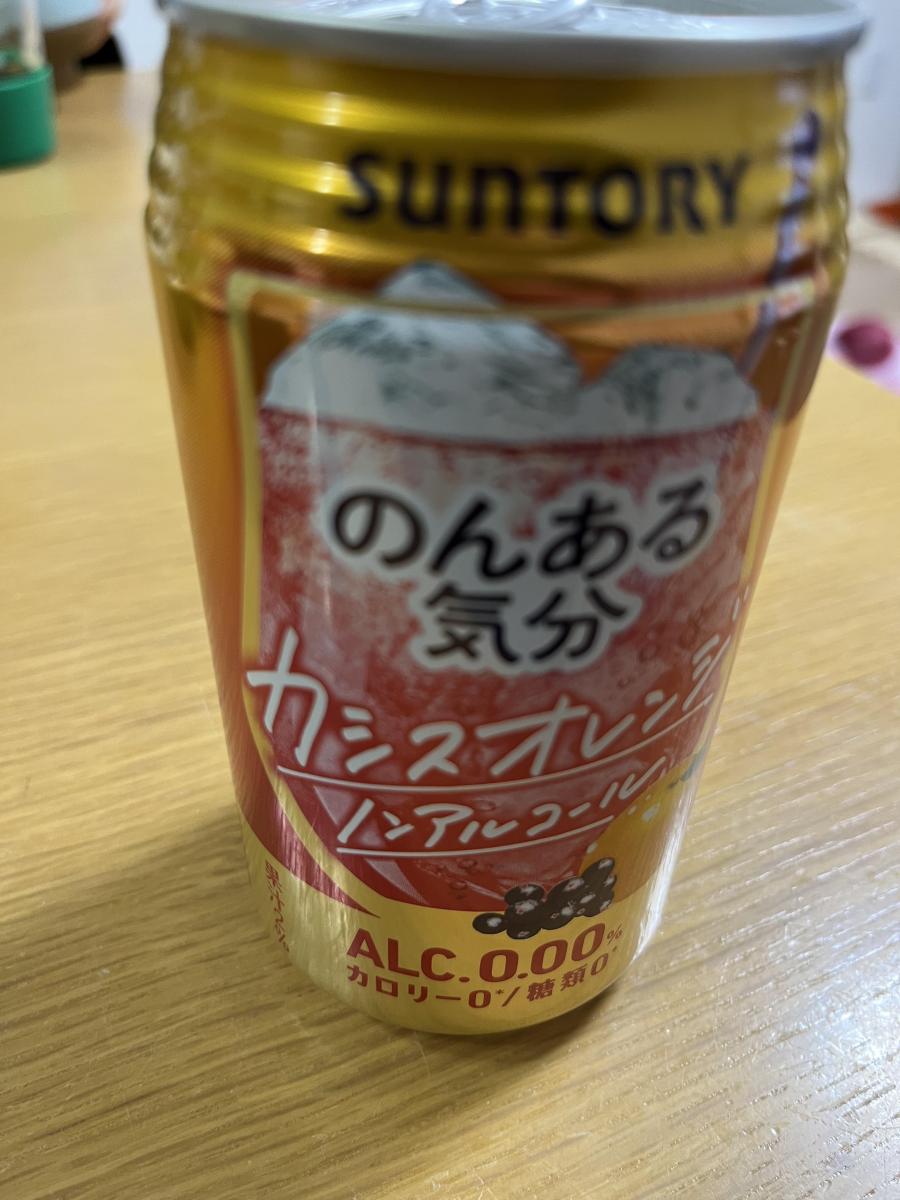 SUNTORY
のんある
気分
カシスオレンジ
ノンアルコール
ALC.0.00%
カロリー0*/糖類0*